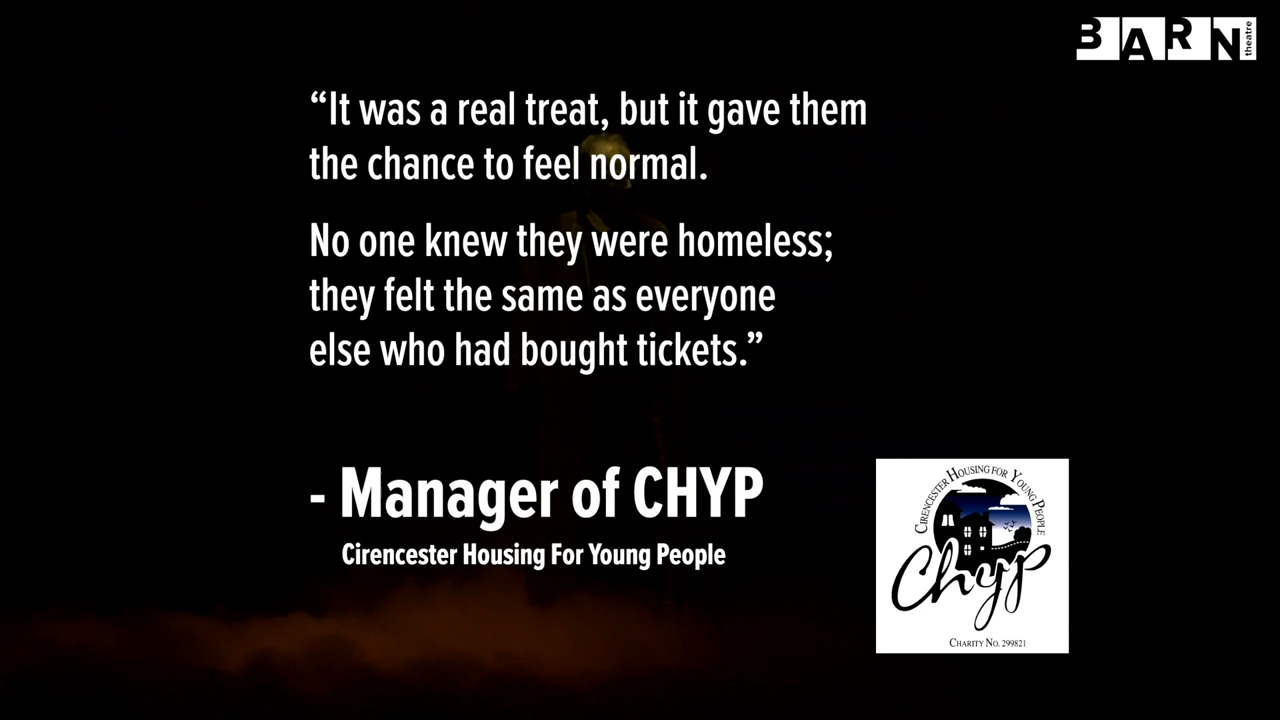 BARN theatre
“It was a real treat, but it gave them
the chance to feel normal.
No one knew they were homeless;
they felt the same as everyone
else who had bought tickets.”
- Manager of CHYP
Cirencester Housing For Young People
CIRENCESTER HOUSING FOR YOUNG PEOPLE
Chyp
CHARITY NO. 299821